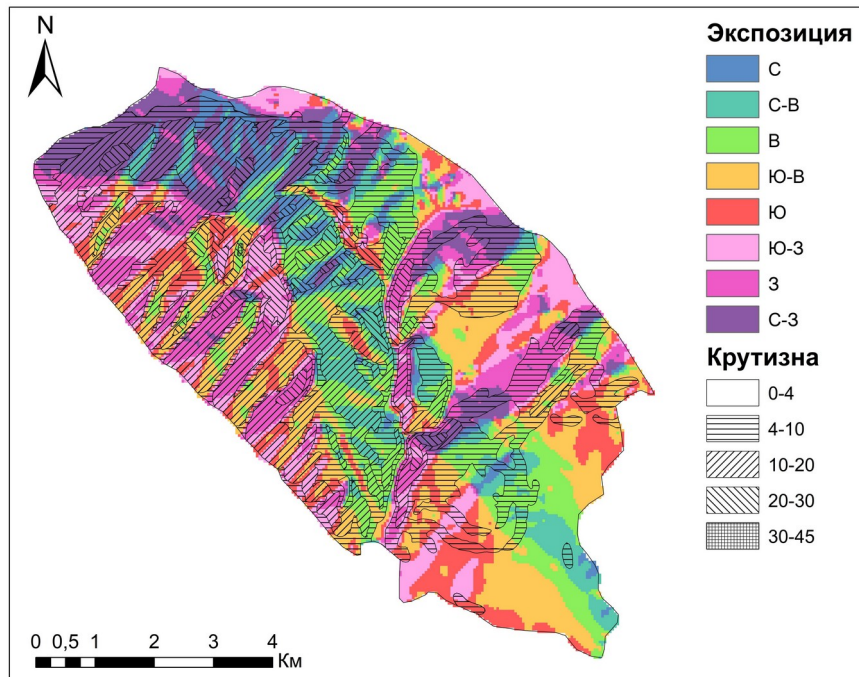 N
Экспозиция
С
С-В
В
Ю-В
Ю
Ю-З
З
С-З
Крутизна
0-4
4-10
10-20
20-30
30-45
0 0,5 1 2 3 4
Км